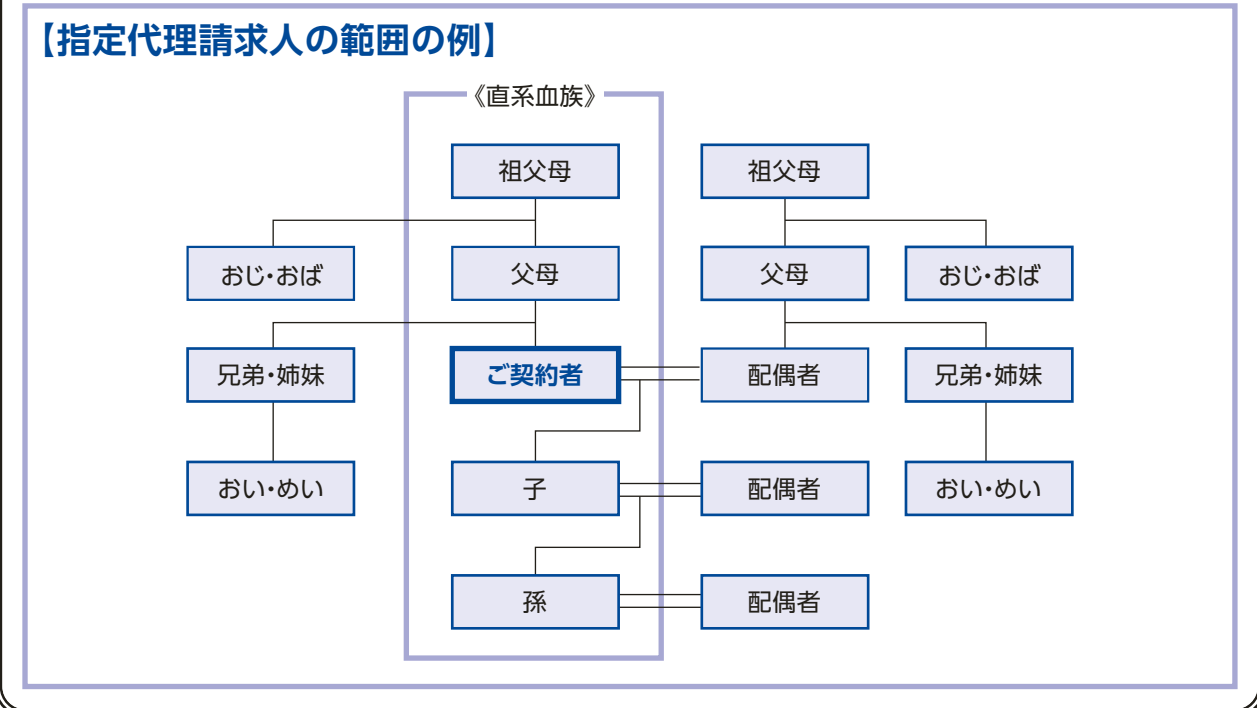 【指定代理請求人の範囲の例】
《直系血族》
祖父母
祖父母
おじ・おば
父母
父母
おじ・おば
兄弟・姉妹
ご契約者
配偶者
兄弟・姉妹
おい・めい
子
配偶者
おい・めい
孫
配偶者